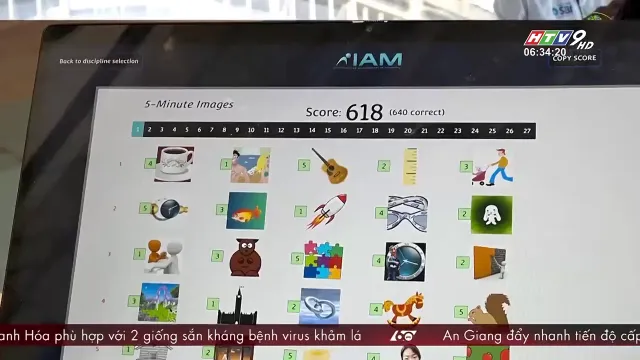 HTV9 HD
06:34:20
Back to discipline selection
IAM
COPY SCORE
5-Minute Images
Score: 618 (640 correct)
1 2 3 4 5 6 7 8 9 10 11 12 13 14 15 16 17 18 19 20 21 22 23 24 25 26 27
1 4 1 5 2 3
2 5 3 1 4 2
3 1 3 5 4 2
4 3 1 2 4 5
anh Hóa phù hợp với 2 giống sắn kháng bệnh virus khảm lá
An Giang đẩy nhanh tiến độ cấp